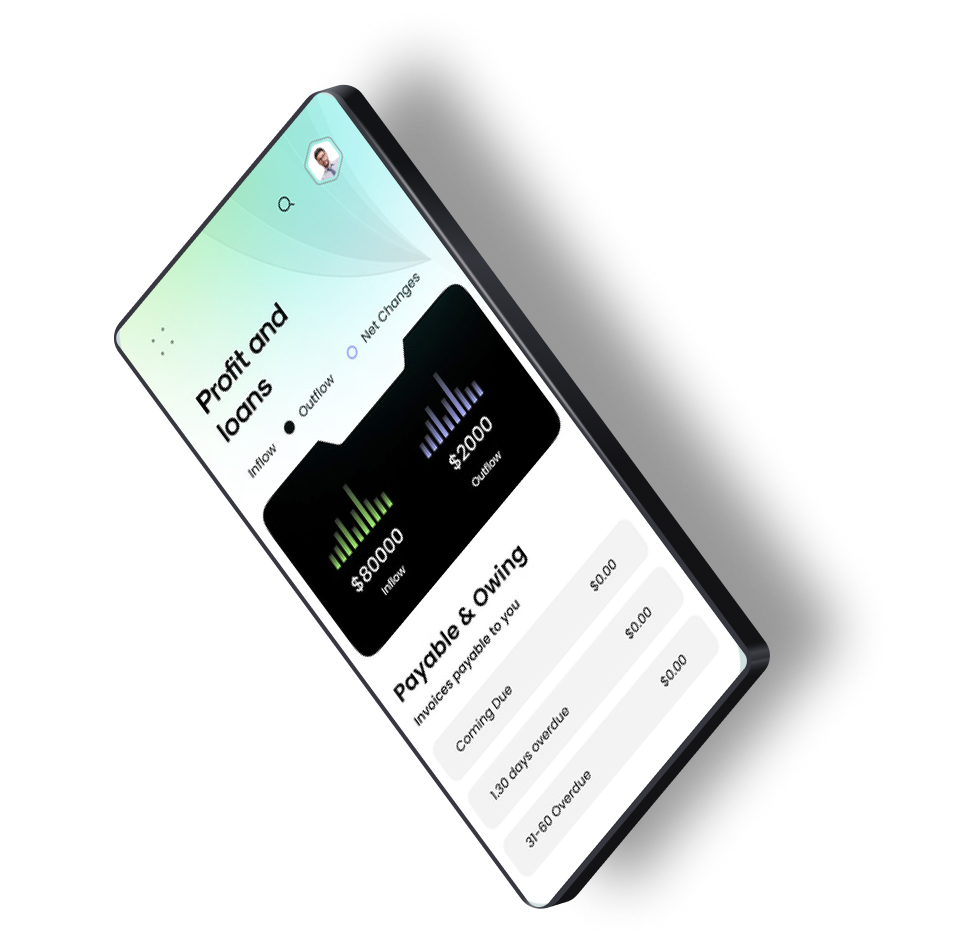 Profit and
loans
Inflow Outflow Net Changes
$80000 $2000
Inflow Outflow
Payable & Owing
Invoices payable to you
Coming Due $0.00
1.30 days overdue $0.00
31-60 Overdue $0.00